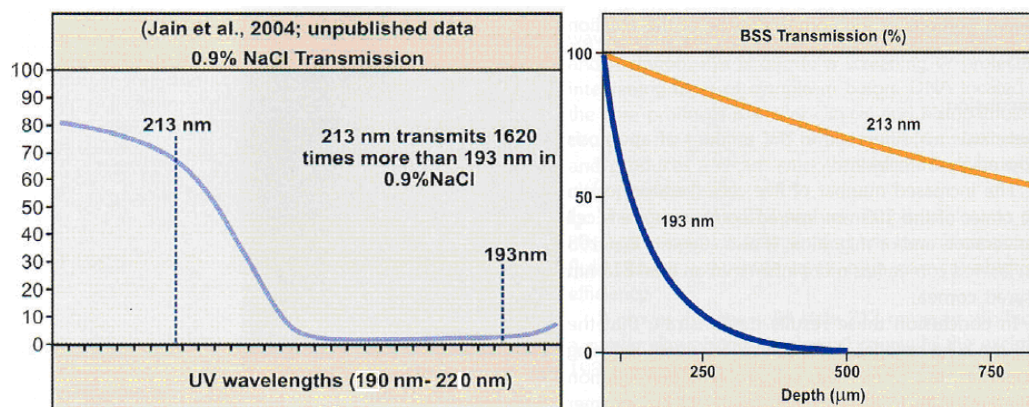 (Jain et al., 2004; unpublished data
0.9% NaCl Transmission
100
90
80
70
60
50
40
30
20
10
0
213 nm
213 nm transmits 1620
times more than 193 nm in
0.9%NaCl
193nm
UV wavelengths (190 nm- 220 nm)
BSS Transmission (%)
100
50
0
213 nm
193 nm
250
500
750
Depth (μm)